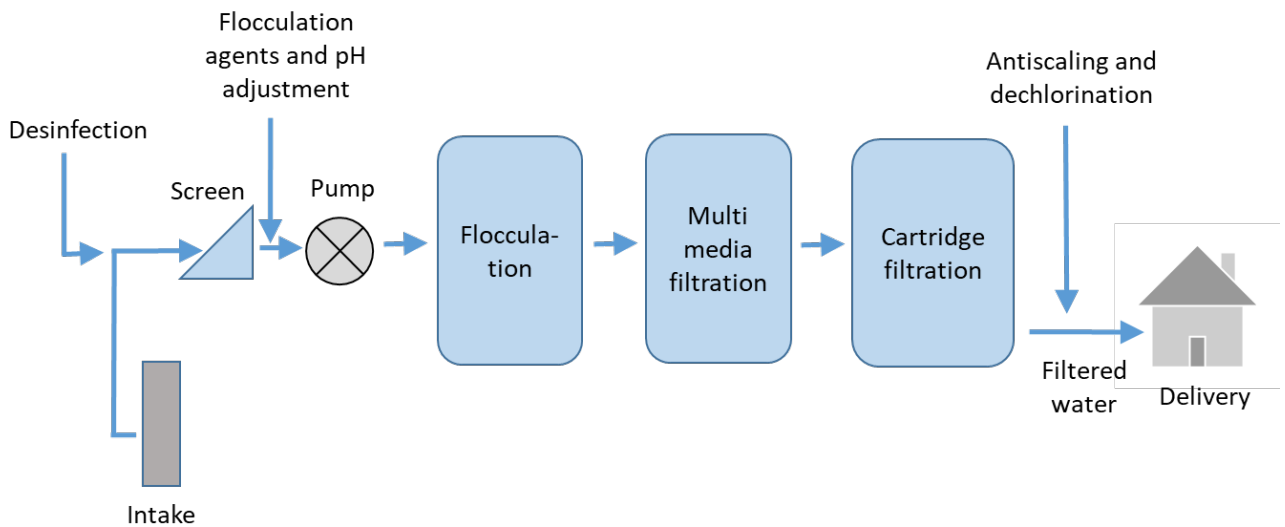 Flocculation
agents and pH
adjustment
Desinfection
Screen
Pump
Intake
Floccula-
tion
Multi
media
filtration
Cartridge
filtration
Antiscaling and
dechlorination
Filtered
water
Delivery